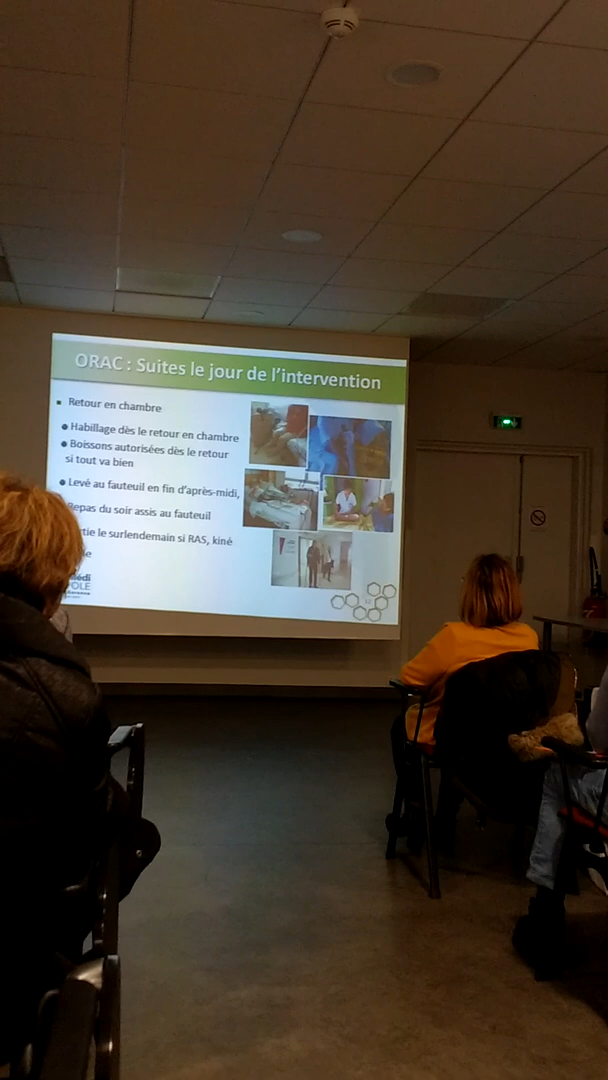 ORAC : Suites le jour de l'intervention
Retour en chambre
Habillage dès le retour en chambre
Boissons autorisées dès le retour
si tout va bien
Levé au fauteuil en fin d'après-midi,
Repas du soir assis au fauteuil
le surlendemain si RAS, kiné
PÔLE